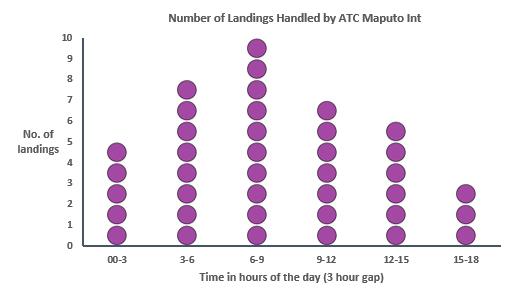 Number of Landings Handled by ATC Maputo Int
10
9
8
7
6
5
4
3
2
1
0
No. of
landings
00-3 3-6 6-9 9-12 12-15 15-18
Time in hours of the day (3 hour gap)